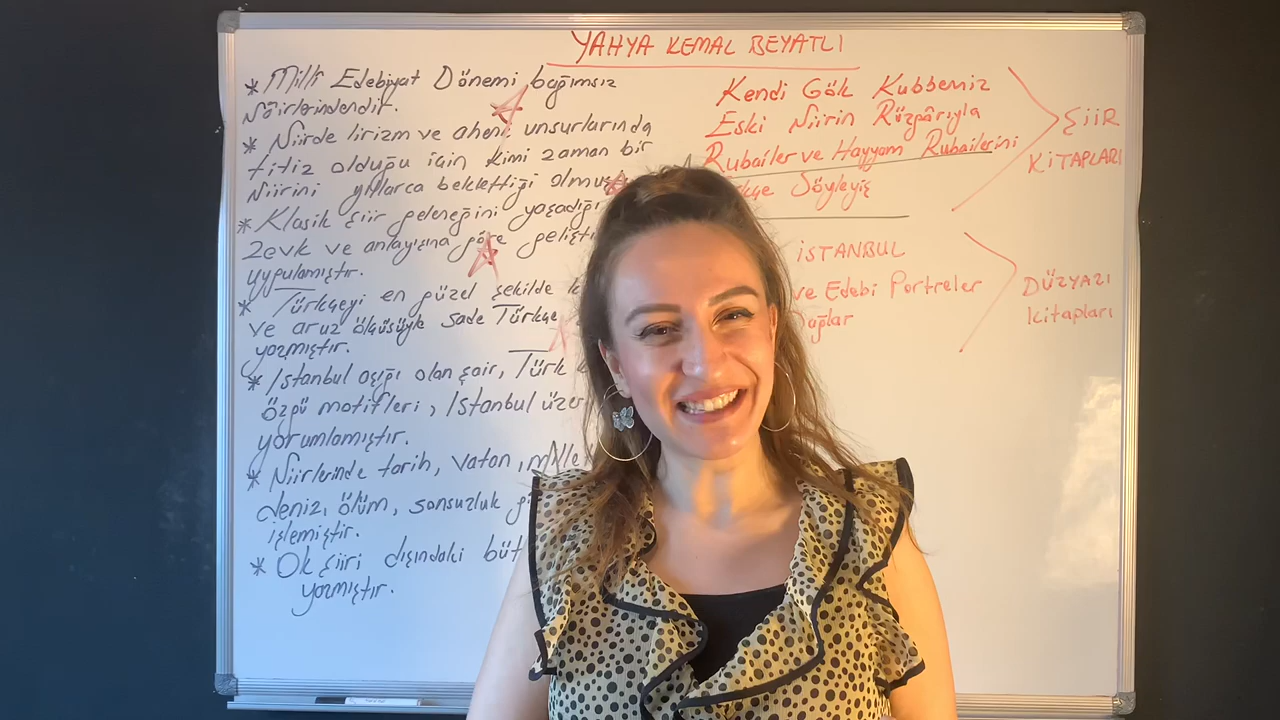 YAHYA KEMAL BEYATLI
* Milli Edebiyat Dönemi bağımsız
şairlerindendir.
* Şiirde lirizm ve ahenk unsurlarında
titiz olduğu için kimi zaman bir
şiirini yıllarca beklettiği olmuş
* Klasik şiir geleneğini yaşadığı
zevk ve anlayışına göre gelişti
uygulamıştır.
* Türkçeyi en güzel şekilde
ve aruz ölçüsüyle sade Türkçe
yazmıştır.
* İstanbul aşığı olan şair, Türk
özgü motifleri, İstanbul üzer
yorumlamıştır.
* Şiirlerinde tarih, vatan, mille
deniz, ölüm, sonsuzluk
işlemiştir.
* Ok şiiri dışındaki büt
yazmıştır.
Kendi Gök Kubbemiz
Eski Şiirin Rüzgârıyla
Rubailer ve Hayyam Rubailerini
kçe Söyleyiş
ŞİİR
KİTAPLARI
İSTANBUL
ve Edebi Portreler
ağlar
DÜZYAZI
kitapları